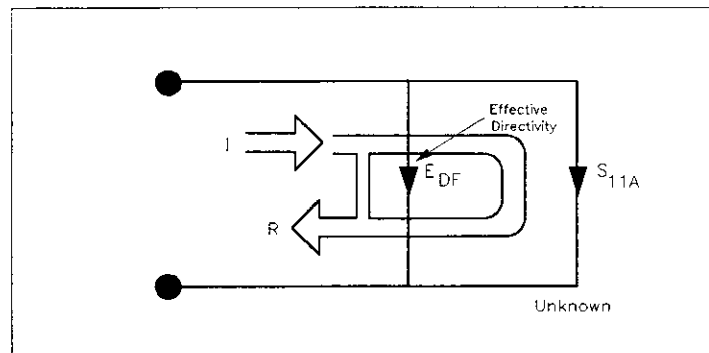 Effective
Directivity
I
E DF
S 11A
R
Unknown